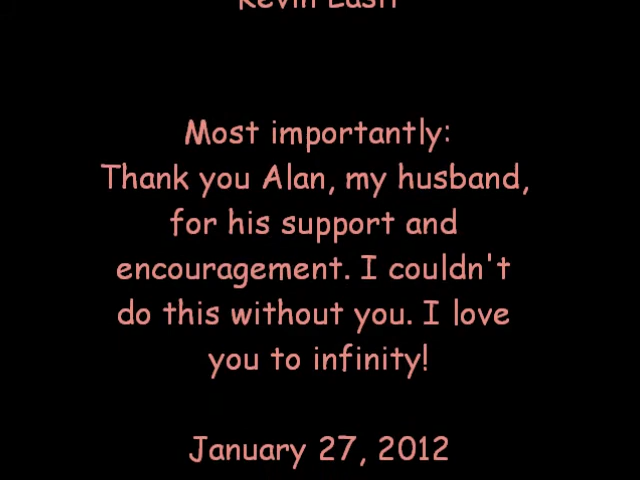 Kevin
Most importantly:
Thank you Alan, my husband,
for his support and
encouragement. I couldn't
do this without you. I love
you to infinity!
January 27, 2012